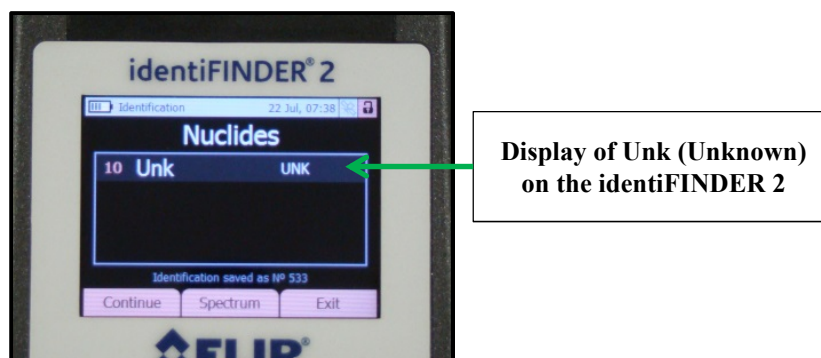 identiFINDER® 2
Identification 22 Jul, 07:38
Nuclides
10 Unk UNK
Identification saved as Nº 533
Continue Spectrum Exit
FLIR®
Display of Unk (Unknown)
on the identiFINDER 2